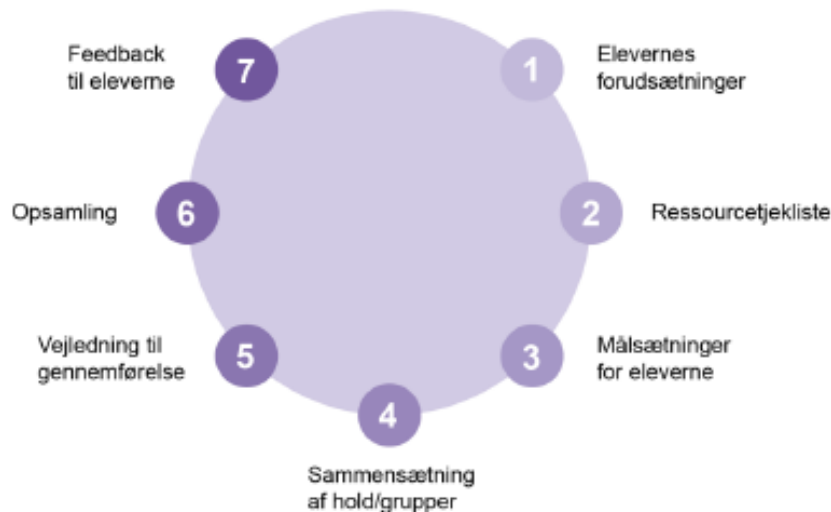 1
Elevernes
forudsætninger
2
Ressourcetjekliste
3
Målsætninger
for eleverne
4
Sammensætning
af hold/grupper
5
Vejledning til
gennemførelse
6
Opsamling
7
Feedback
til eleverne